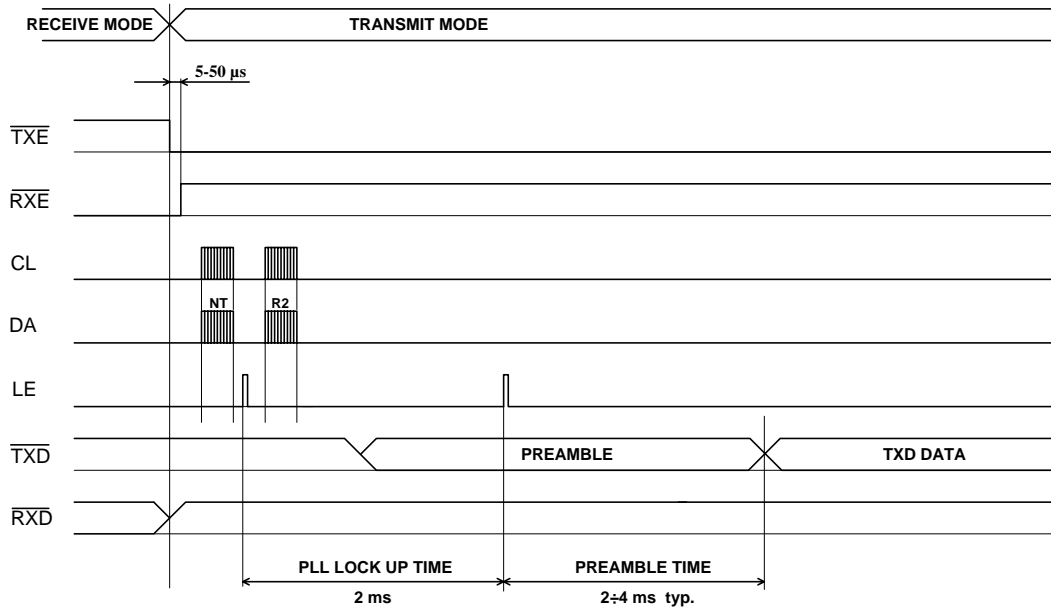 RECEIVE MODE TRANSMIT MODE
5-50 µs
TXE
RXE
CL
NT R2
DA
LE
TXD PREAMBLE TXD DATA
RXD
PLL LOCK UP TIME PREAMBLE TIME
2 ms 2÷4 ms typ.